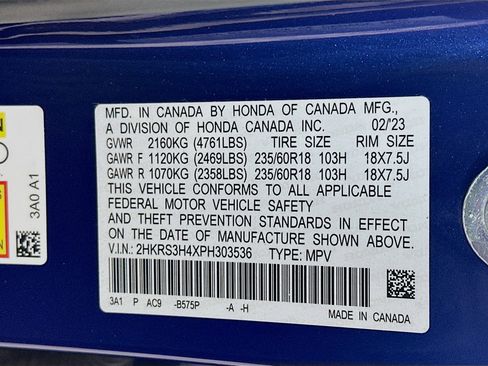 MFD. IN CANADA BY HONDA OF CANADA MFG.,
A DIVISION OF HONDA CANADA INC. 02/'23
GVWR 2160KG (4761LBS) TIRE SIZE RIM SIZE
GAWR F 1120KG (2469LBS) 235/60R18 103H 18X7.5J
GAWR R 1070KG (2358LBS) 235/60R18 103H 18X7.5J
THIS VEHICLE CONFORMS TO ALL APPLICABLE
FEDERAL MOTOR VEHICLE SAFETY
AND THEFT PREVENTION STANDARDS IN EFFECT
ON THE DATE OF MANUFACTURE SHOWN ABOVE.
V.I.N.: 2HKRS3H4XPH303536 TYPE: MPV
3A1 P AC9 -B575P -A -H
MADE IN CANADA
3A0 A1